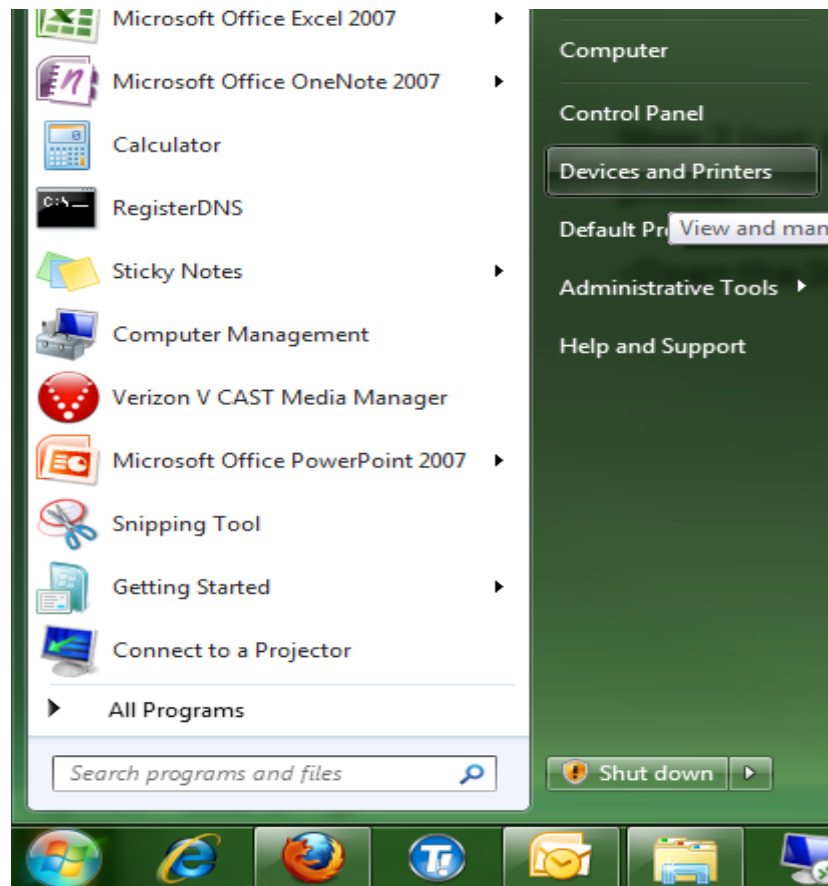 Microsoft Office Excel 2007
Microsoft Office OneNote 2007
Calculator
RegisterDNS
Sticky Notes
Computer Management
Verizon V CAST Media Manager
Microsoft Office PowerPoint 2007
Snipping Tool
Getting Started
Connect to a Projector
All Programs
Search programs and files
Computer
Control Panel
Devices and Printers
Default Pr
View and man
Administrative Tools
Help and Support
Shut down